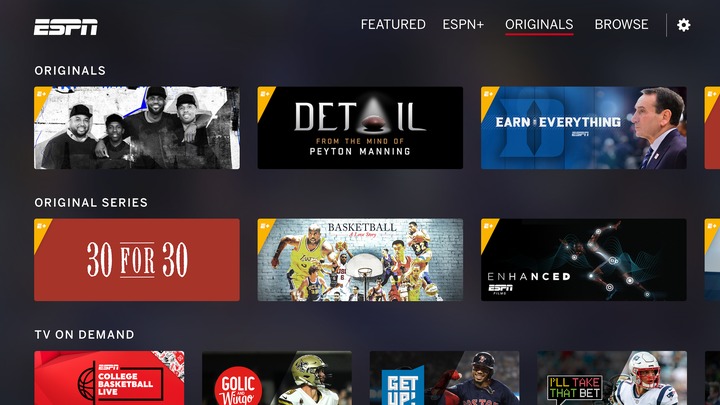 ESPN
FEATURED ESPN+ ORIGINALS BROWSE
ORIGINALS
DETAIL
FROM THE MIND OF
PEYTON MANNING
EARN EVERYTHING
ESPN
ORIGINAL SERIES
30 FOR 30
BASKETBALL
A Love Story
ENHANCED
ESPN
FILMS
TV ON DEMAND
ESPN
COLLEGE
BASKETBALL
LIVE
GOLIC
AND
Wingo
GET
UP!
HOUSTON
I'LL TAKE
THAT BET